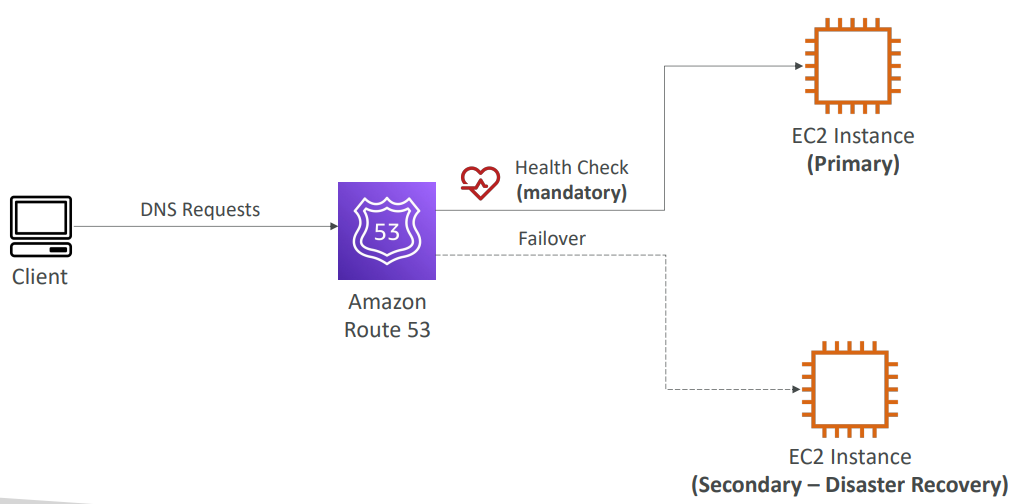 EC2 Instance
(Primary)
Health Check
(mandatory)
DNS Requests
53
Failover
Client
Amazon
Route 53
EC2 Instance
(Secondary – Disaster Recovery)